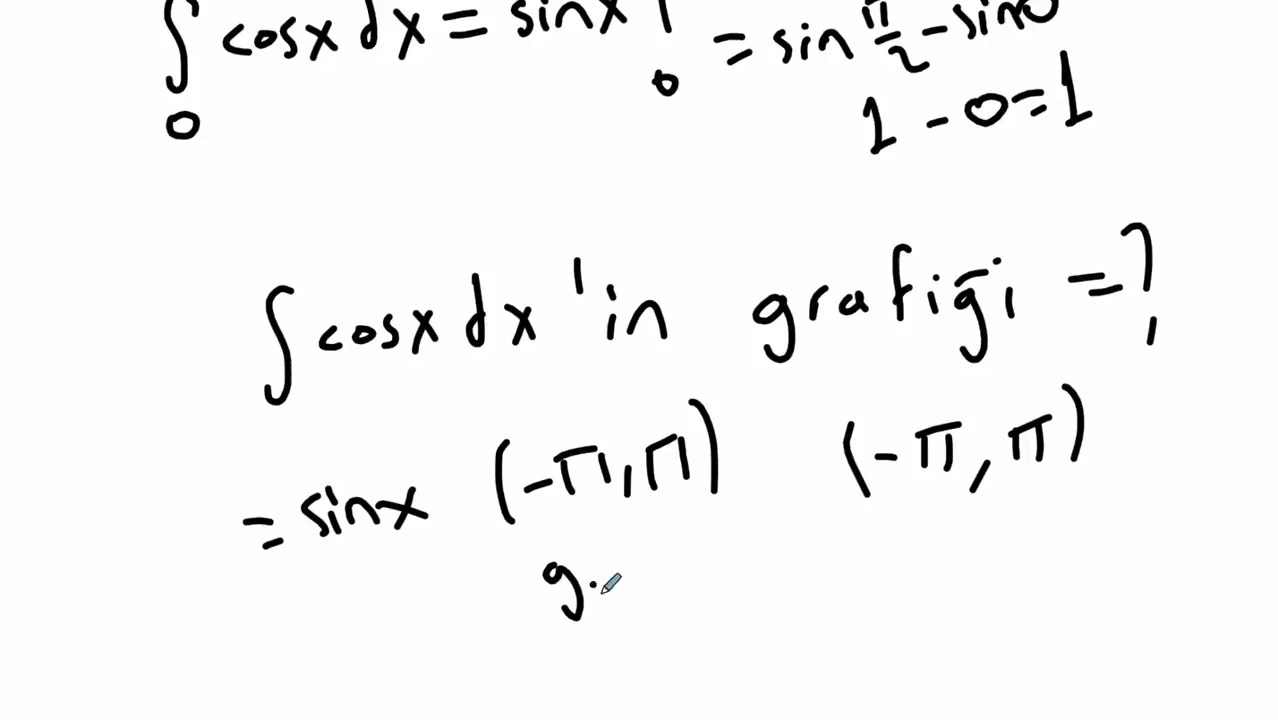 ∫ cosx dx = sinx | = sin π/2 - sin0
0 0
1 - 0 = 1
∫ cosx dx 'in grafiği = ?
(-π, π)
= sinx (-π, π)
g.